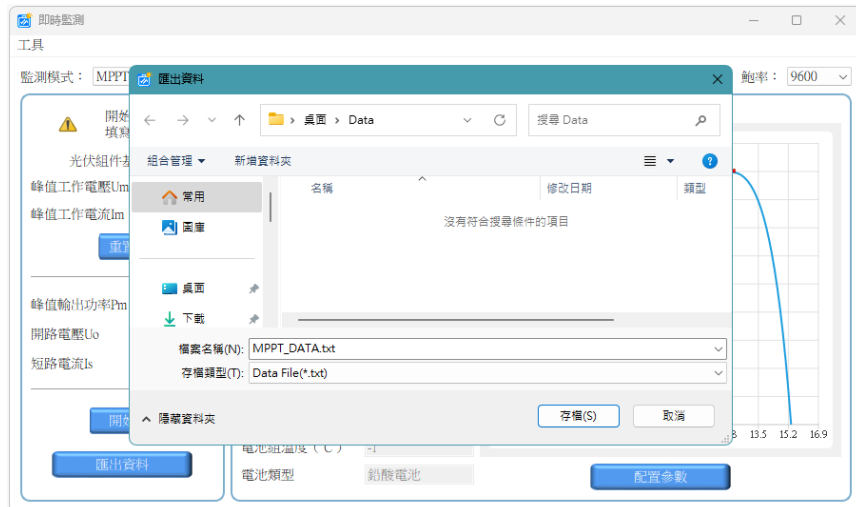 即時監測
工具
監測模式： MPPT
鮑率： 9600
匯出資料
桌面 Data
搜尋 Data
組合管理 新增資料夾
常用
圖庫
桌面
下載
名稱 修改日期 類型
沒有符合搜尋條件的項目
檔案名稱(N): MPPT_DATA.txt
存檔類型(T): Data File(*.txt)
隱藏資料夾
存檔(S) 取消
開始
填寫
光伏組件
峰值工作電壓Um
峰值工作電流Im
重置
峰值輸出功率Pm
開路電壓Uo
短路電流Is
開始
匯出資料
電池組溫度（℃） -1
電池類型 鉛酸電池
13.5 15.2 16.9
配置參數